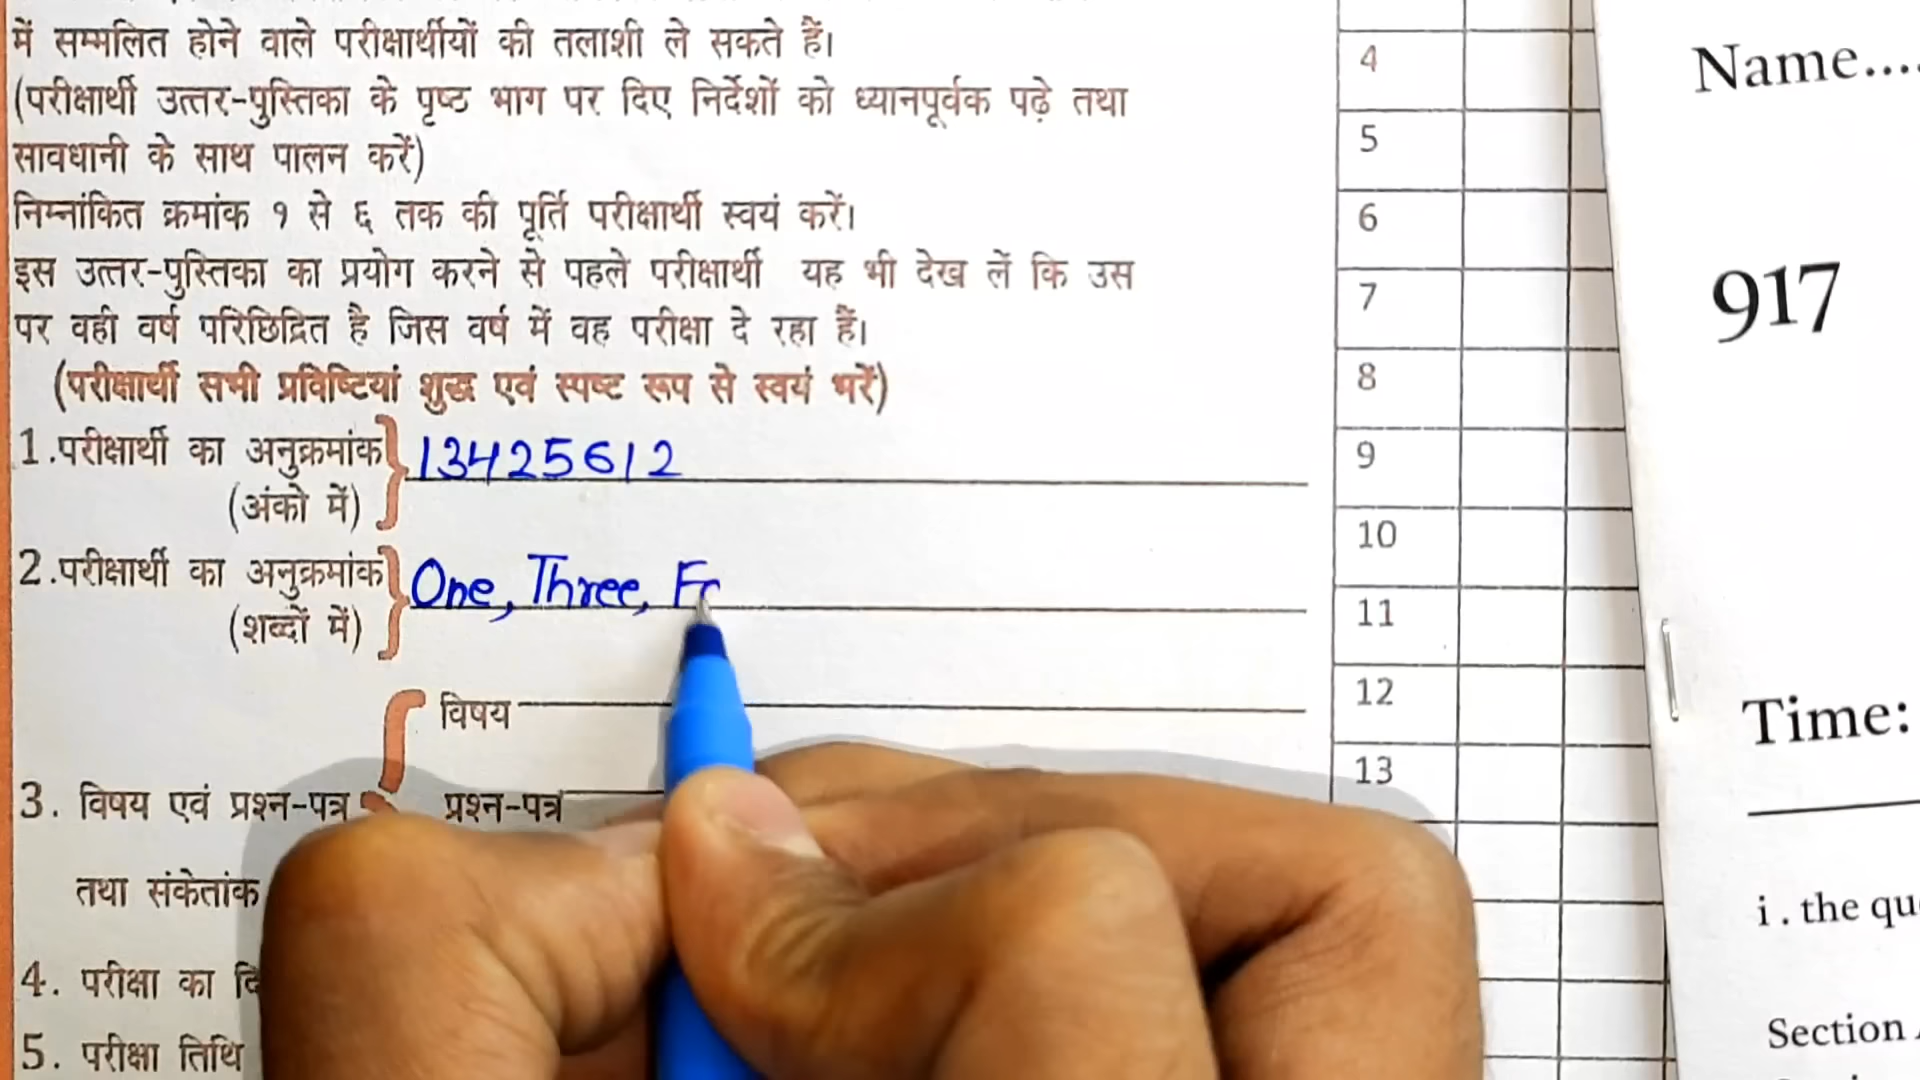 में सम्मलित होने वाले परीक्षार्थीयों की तलाशी ले सकते हैं।
(परीक्षार्थी उत्तर-पुस्तिका के पृष्ठ भाग पर दिए निर्देशों को ध्यानपूर्वक पढ़े तथा
सावधानी के साथ पालन करें)
निम्नांकित क्रमांक १ से ६ तक की पूर्ति परीक्षार्थी स्वयं करें।
इस उत्तर-पुस्तिका का प्रयोग करने से पहले परीक्षार्थी यह भी देख लें कि उस
पर वही वर्ष परिछिद्रित है जिस वर्ष में वह परीक्षा दे रहा हैं।
(परीक्षार्थी सभी प्रविष्टियां शुद्ध एवं स्पष्ट रूप से स्वयं भरें)
1.परीक्षार्थी का अनुक्रमांक 13425612
(अंको में)
2.परीक्षार्थी का अनुक्रमांक One, Three, Fo
(शब्दों में)
विषय
3. विषय एवं प्रश्न-पत्र प्रश्न-पत्र
तथा संकेतांक
4. परीक्षा का दि
5. परीक्षा तिथि
4
5
6
7
8
9
10
11
12
13
Name....
917
Time:
i . the qu
Section